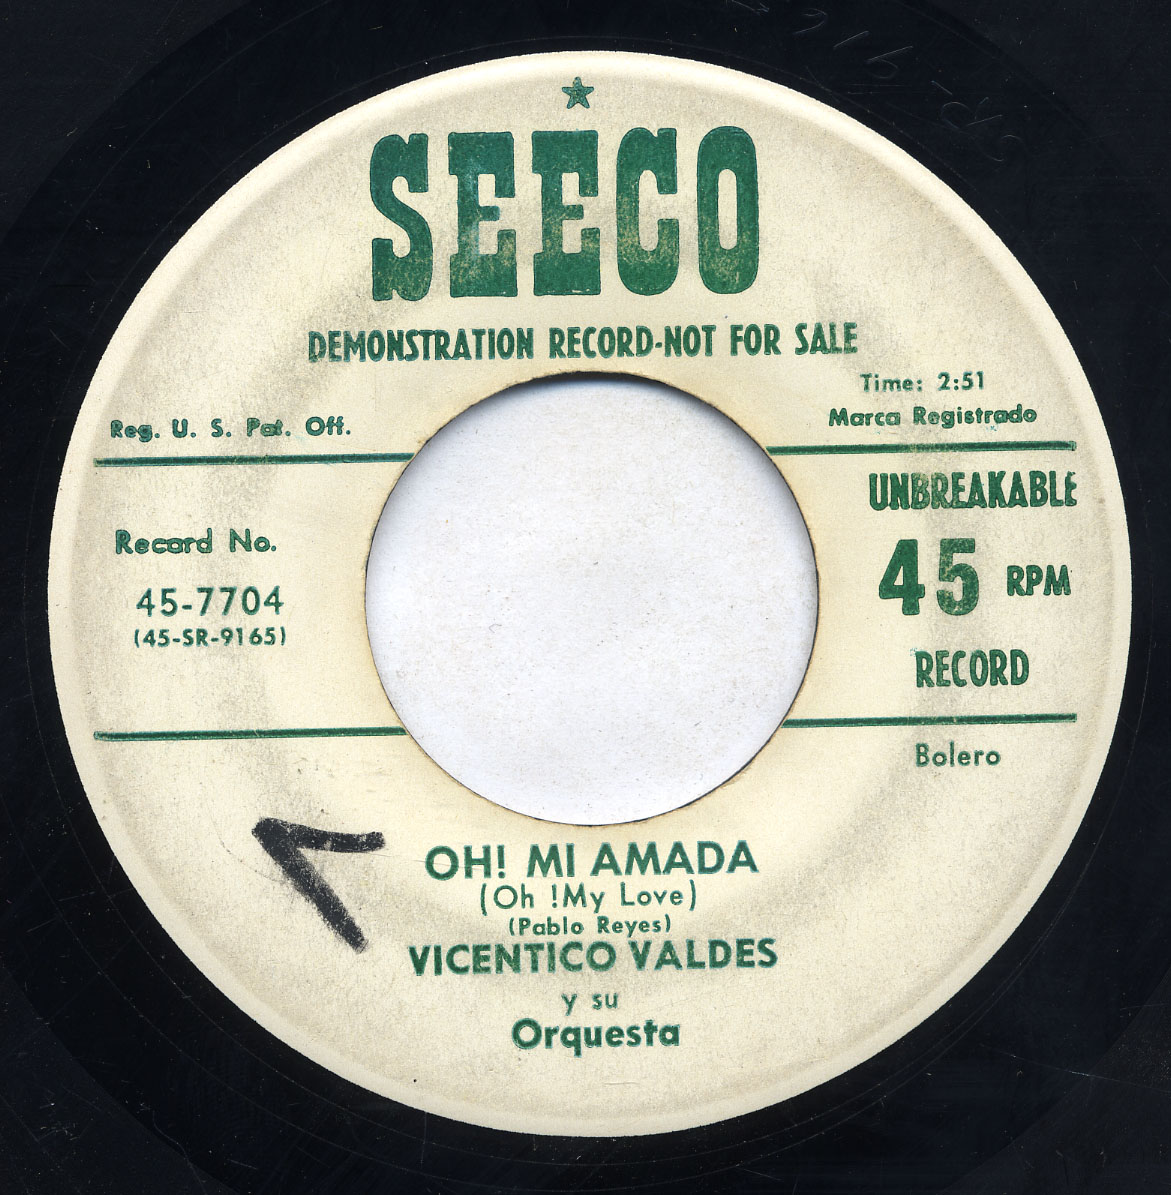 SEECO
DEMONSTRATION RECORD-NOT FOR SALE
Time: 2:51
Reg. U. S. Pat. Off.
Marca Registrado
UNBREAKABLE
Record No.
45 RPM
45-7704
(45-SR-9165)
RECORD
Bolero
OH! MI AMADA
(Oh !My Love)
(Pablo Reyes)
VICENTICO VALDES
y su
Orquesta